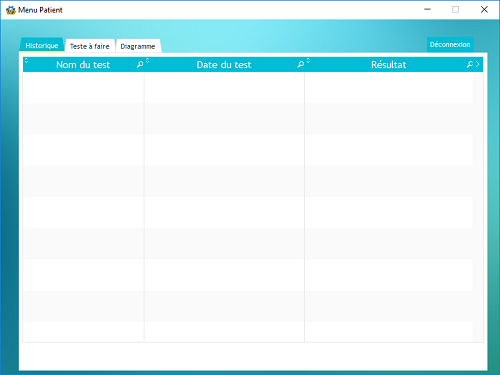 Menu Patient
Historique Teste à faire Diagramme Déconnexion
Nom du test Date du test Résultat